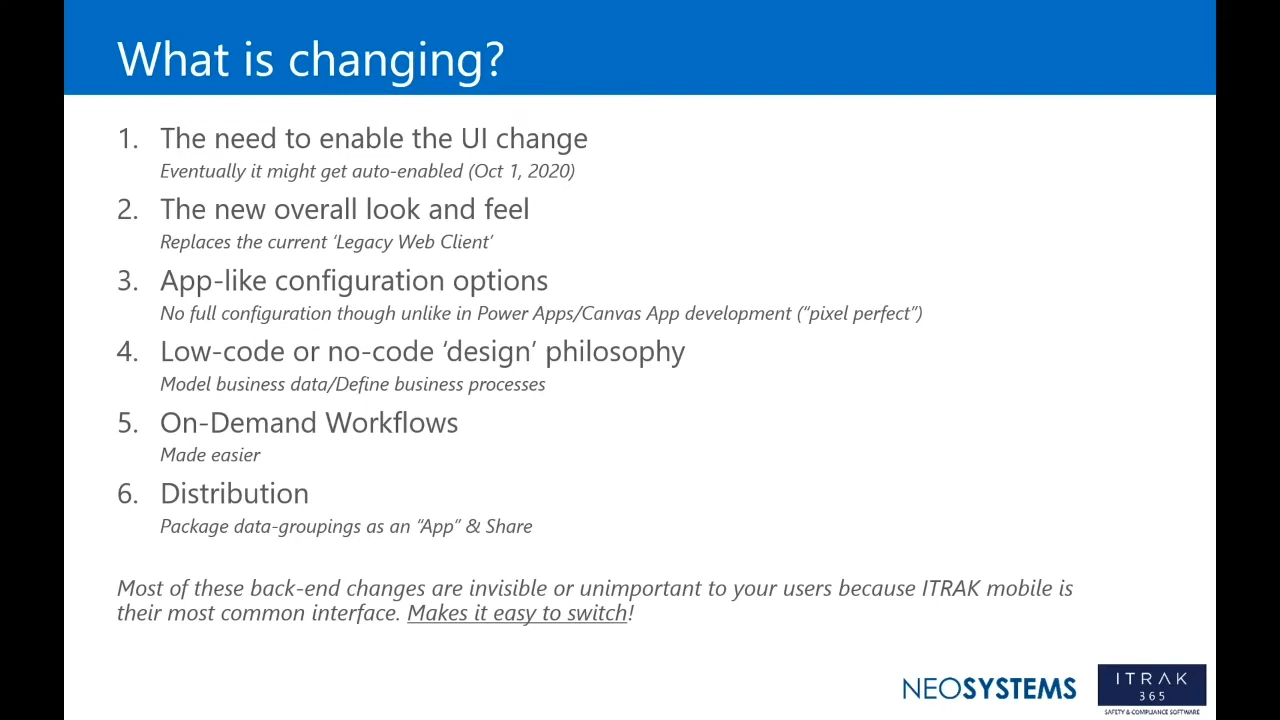 What is changing?
1. The need to enable the UI change
Eventually it might get auto-enabled (Oct 1, 2020)
2. The new overall look and feel
Replaces the current ‘Legacy Web Client’
3. App-like configuration options
No full configuration though unlike in Power Apps/Canvas App development (“pixel perfect”)
4. Low-code or no-code ‘design’ philosophy
Model business data/Define business processes
5. On-Demand Workflows
Made easier
6. Distribution
Package data-groupings as an “App” & Share
Most of these back-end changes are invisible or unimportant to your users because ITRAK mobile is
their most common interface. Makes it easy to switch!
NEOSYSTEMS
ITRAK
365
SAFETY & COMPLIANCE SOFTWARE